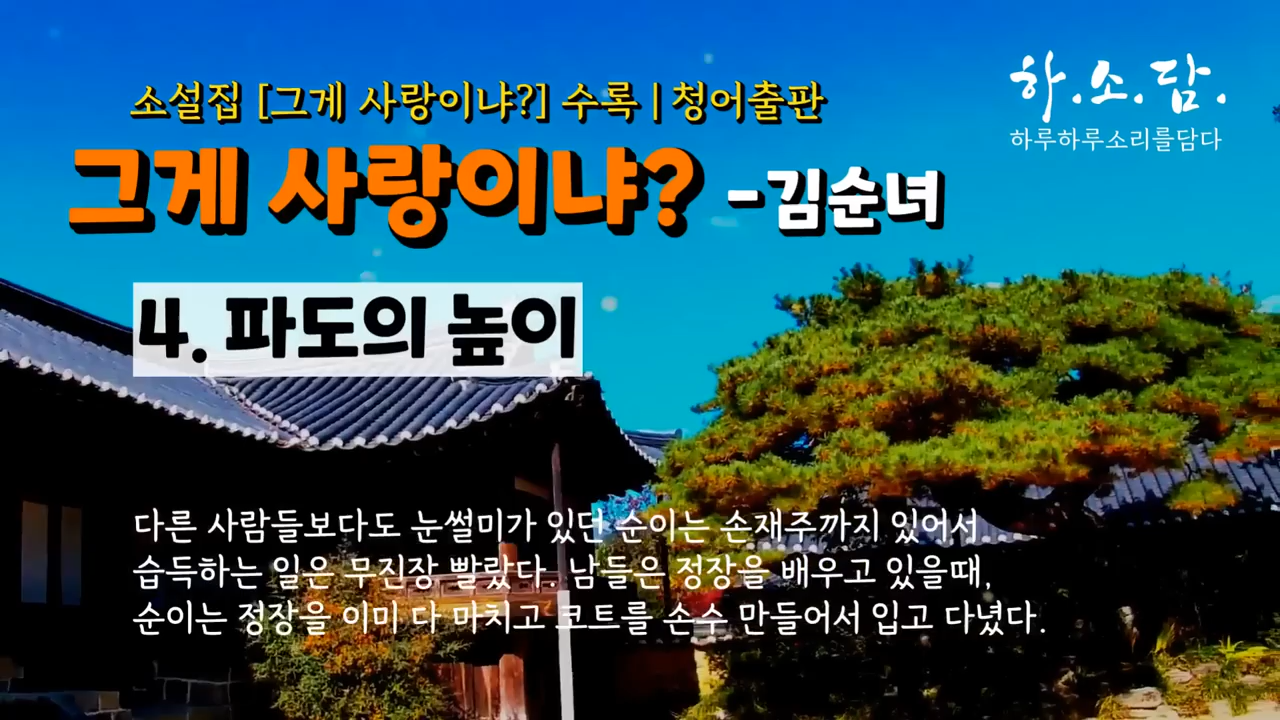 소설집 [그게 사랑이냐?] 수록 | 청어출판
하.소.담.
하루하루소리를담다
그게 사랑이냐? -김순녀
4. 파도의 높이
다른 사람들보다도 눈썰미가 있던 순이는 손재주까지 있어서
습득하는 일은 무진장 빨랐다. 남들은 정장을 배우고 있을때,
순이는 정장을 이미 다 마치고 코트를 손수 만들어서 입고 다녔다.